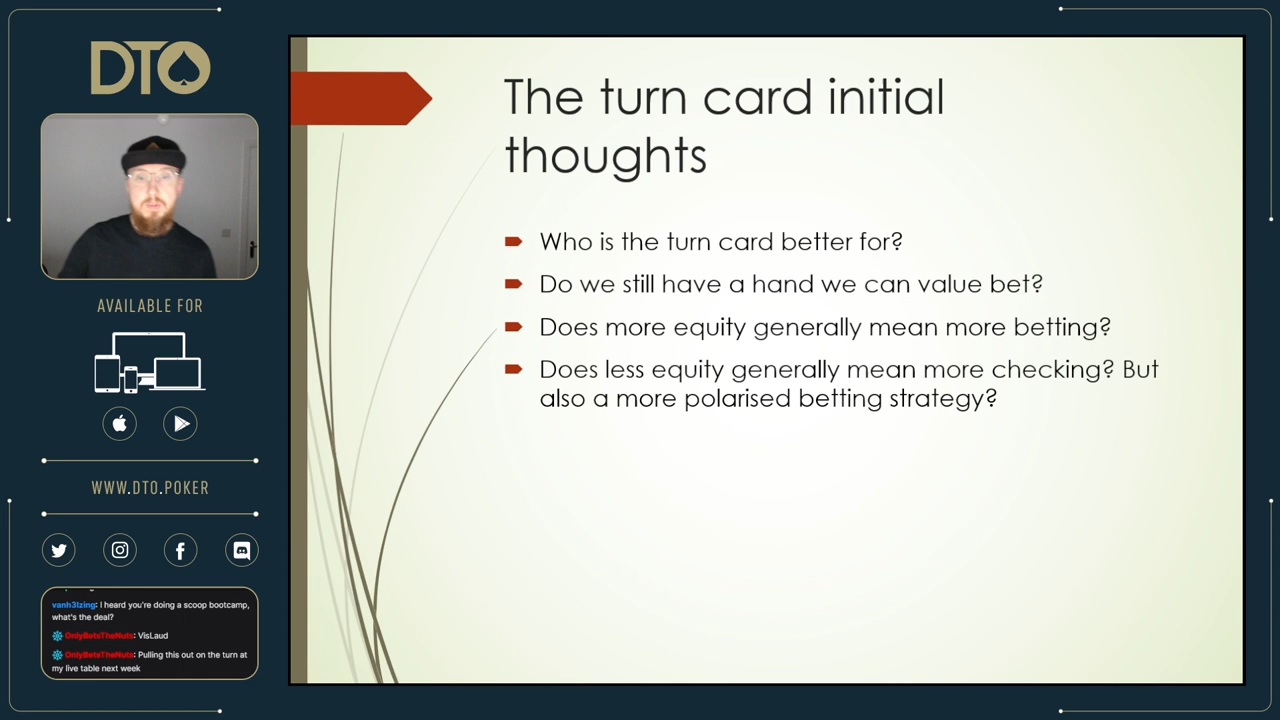 DTO
AVAILABLE FOR
WWW.DTO.POKER
vanh3lzing: I heard you're doing a scoop bootcamp,
what's the deal?
OnlyBetsTheNuts: VisLaud
OnlyBetsTheNuts: Pulling this out on the turn at
my live table next week
The turn card initial
thoughts
Who is the turn card better for?
Do we still have a hand we can value bet?
Does more equity generally mean more betting?
Does less equity generally mean more checking? But
also a more polarised betting strategy?